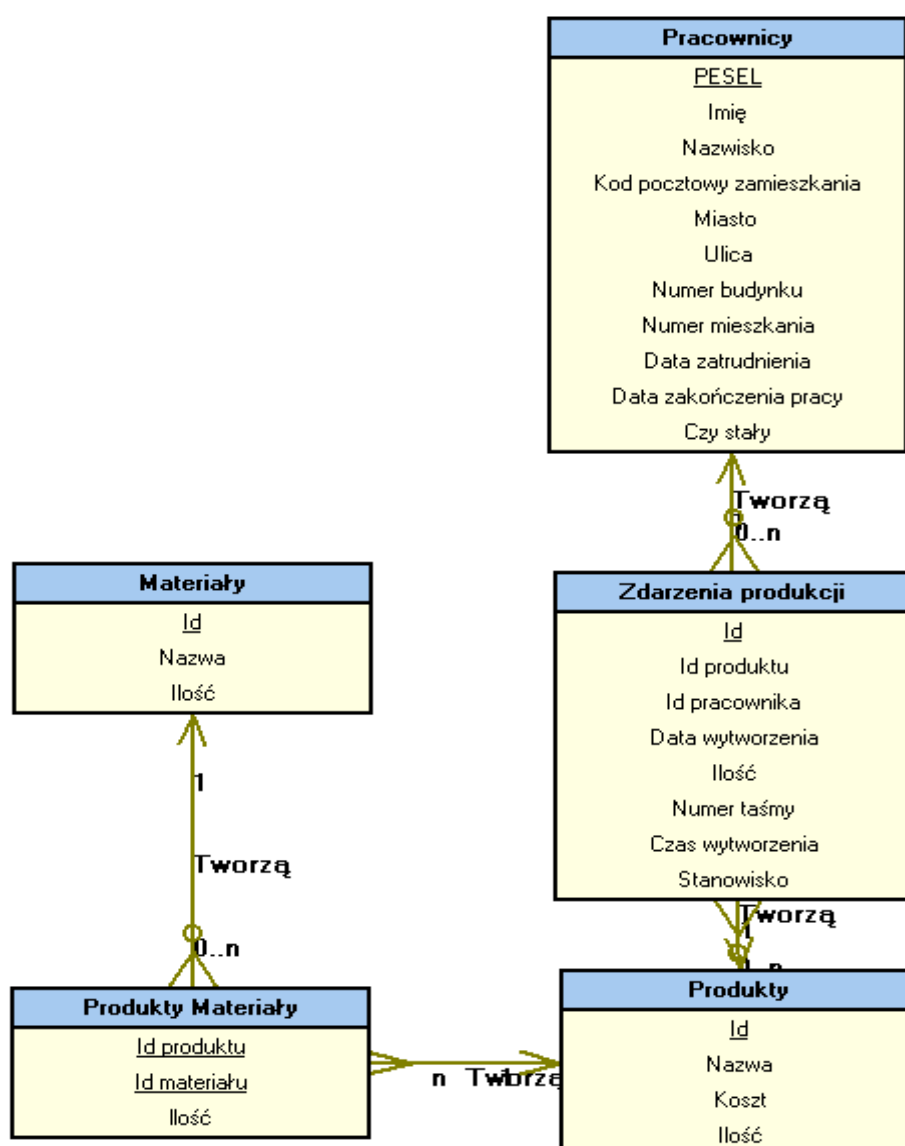 Pracownicy
PESEL
Imię
Nazwisko
Kod pocztowy zamieszkania
Miasto
Ulica
Numer budynku
Numer mieszkania
Data zatrudnienia
Data zakończenia pracy
Czy stały
Tworzą
0..n
Materiały
Id
Nazwa
Ilość
1
Tworzą
0..n
Zdarzenia produkcji
Id
Id produktu
Id pracownika
Data wytworzenia
Ilość
Numer taśmy
Czas wytworzenia
Stanowisko
Tworzą
1
Produkty Materiały
Id produktu
Id materiału
Ilość
n Tworzą
Produkty
Id
Nazwa
Koszt
Ilość